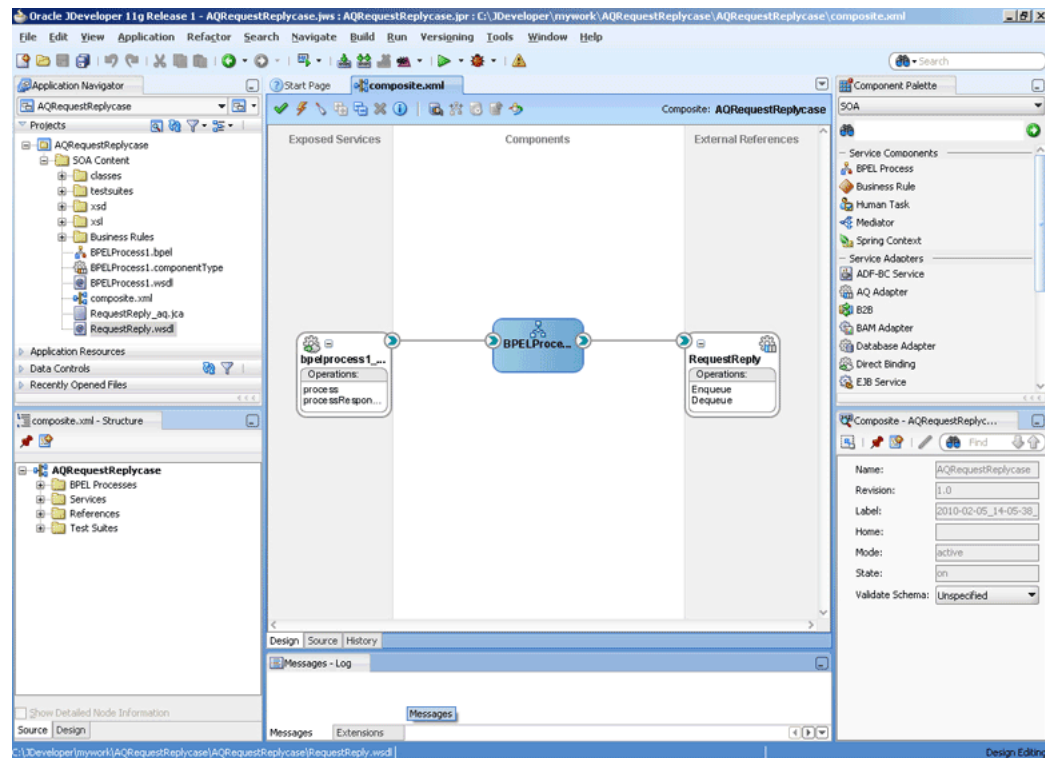 Oracle JDeveloper 11g Release 1 - AQRequestReplycase.jws : AQRequestReplycase.jpr : C:\JDeveloper\mywork\AQRequestReplycase\AQRequestReplycase\composite.xml
File Edit View Application Refactor Search Navigate Build Run Versioning Tools Window Help
Search
Application Navigator
AQRequestReplycase
Projects
AQRequestReplycase
SOA Content
classes
testsuites
xsd
xsl
Business Rules
BPELProcess1.bpel
BPELProcess1.componentType
BPELProcess1.wsdl
composite.xml
RequestReply_aq.jca
RequestReply.wsdl
Application Resources
Data Controls
Recently Opened Files
composite.xml - Structure
AQRequestReplycase
BPEL Processes
Services
References
Test Suites
Show Detailed Node Information
Source Design
Start Page composite.xml
Composite: AQRequestReplycase
Exposed Services Components External References
bpelprocess1_...
Operations:
process
processRespon...
BPELProce...
RequestReply
Operations:
Enqueue
Dequeue
Design Source History
Messages - Log
Messages
Messages Extensions
Component Palette
SOA
Service Components
BPEL Process
Business Rule
Human Task
Mediator
Spring Context
Service Adapters
ADF-BC Service
AQ Adapter
B2B
BAM Adapter
Database Adapter
Direct Binding
EJB Service
Composite - AQRequestReplyc...
Find
Name: AQRequestReplycase
Revision: 1.0
Label: 2010-02-05_14-05-38_
Home:
Mode: active
State: on
Validate Schema: Unspecified
C:\JDeveloper\mywork\AQRequestReplycase\AQRequestReplycase\RequestReply.wsdl
Design Editing